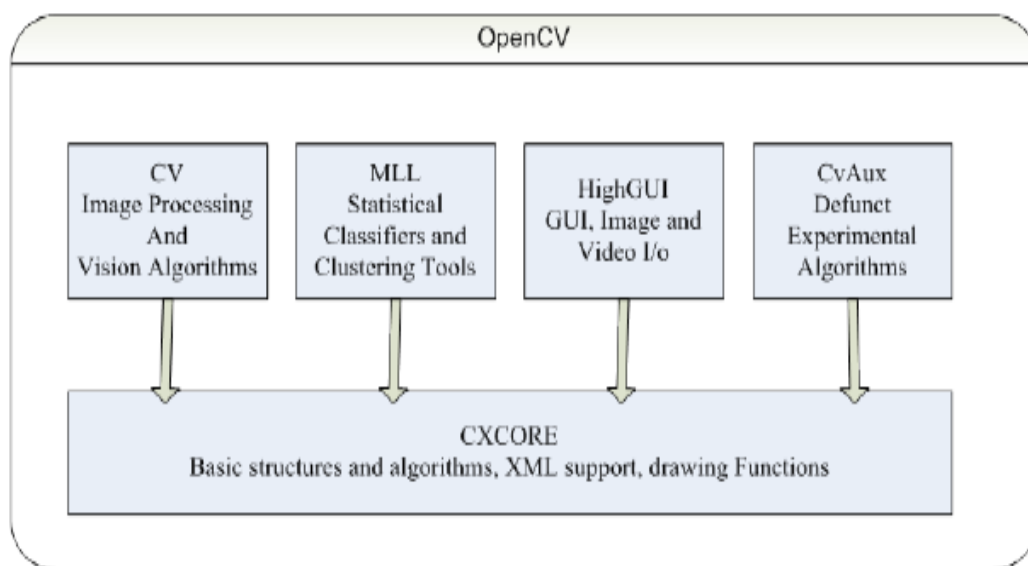 OpenCV
CV
Image Processing
And
Vision Algorithms
MLL
Statistical
Classifiers and
Clustering Tools
HighGUI
GUI, Image and
Video I/o
CvAux
Defunct
Experimental
Algorithms
CXCORE
Basic structures and algorithms, XML support, drawing Functions